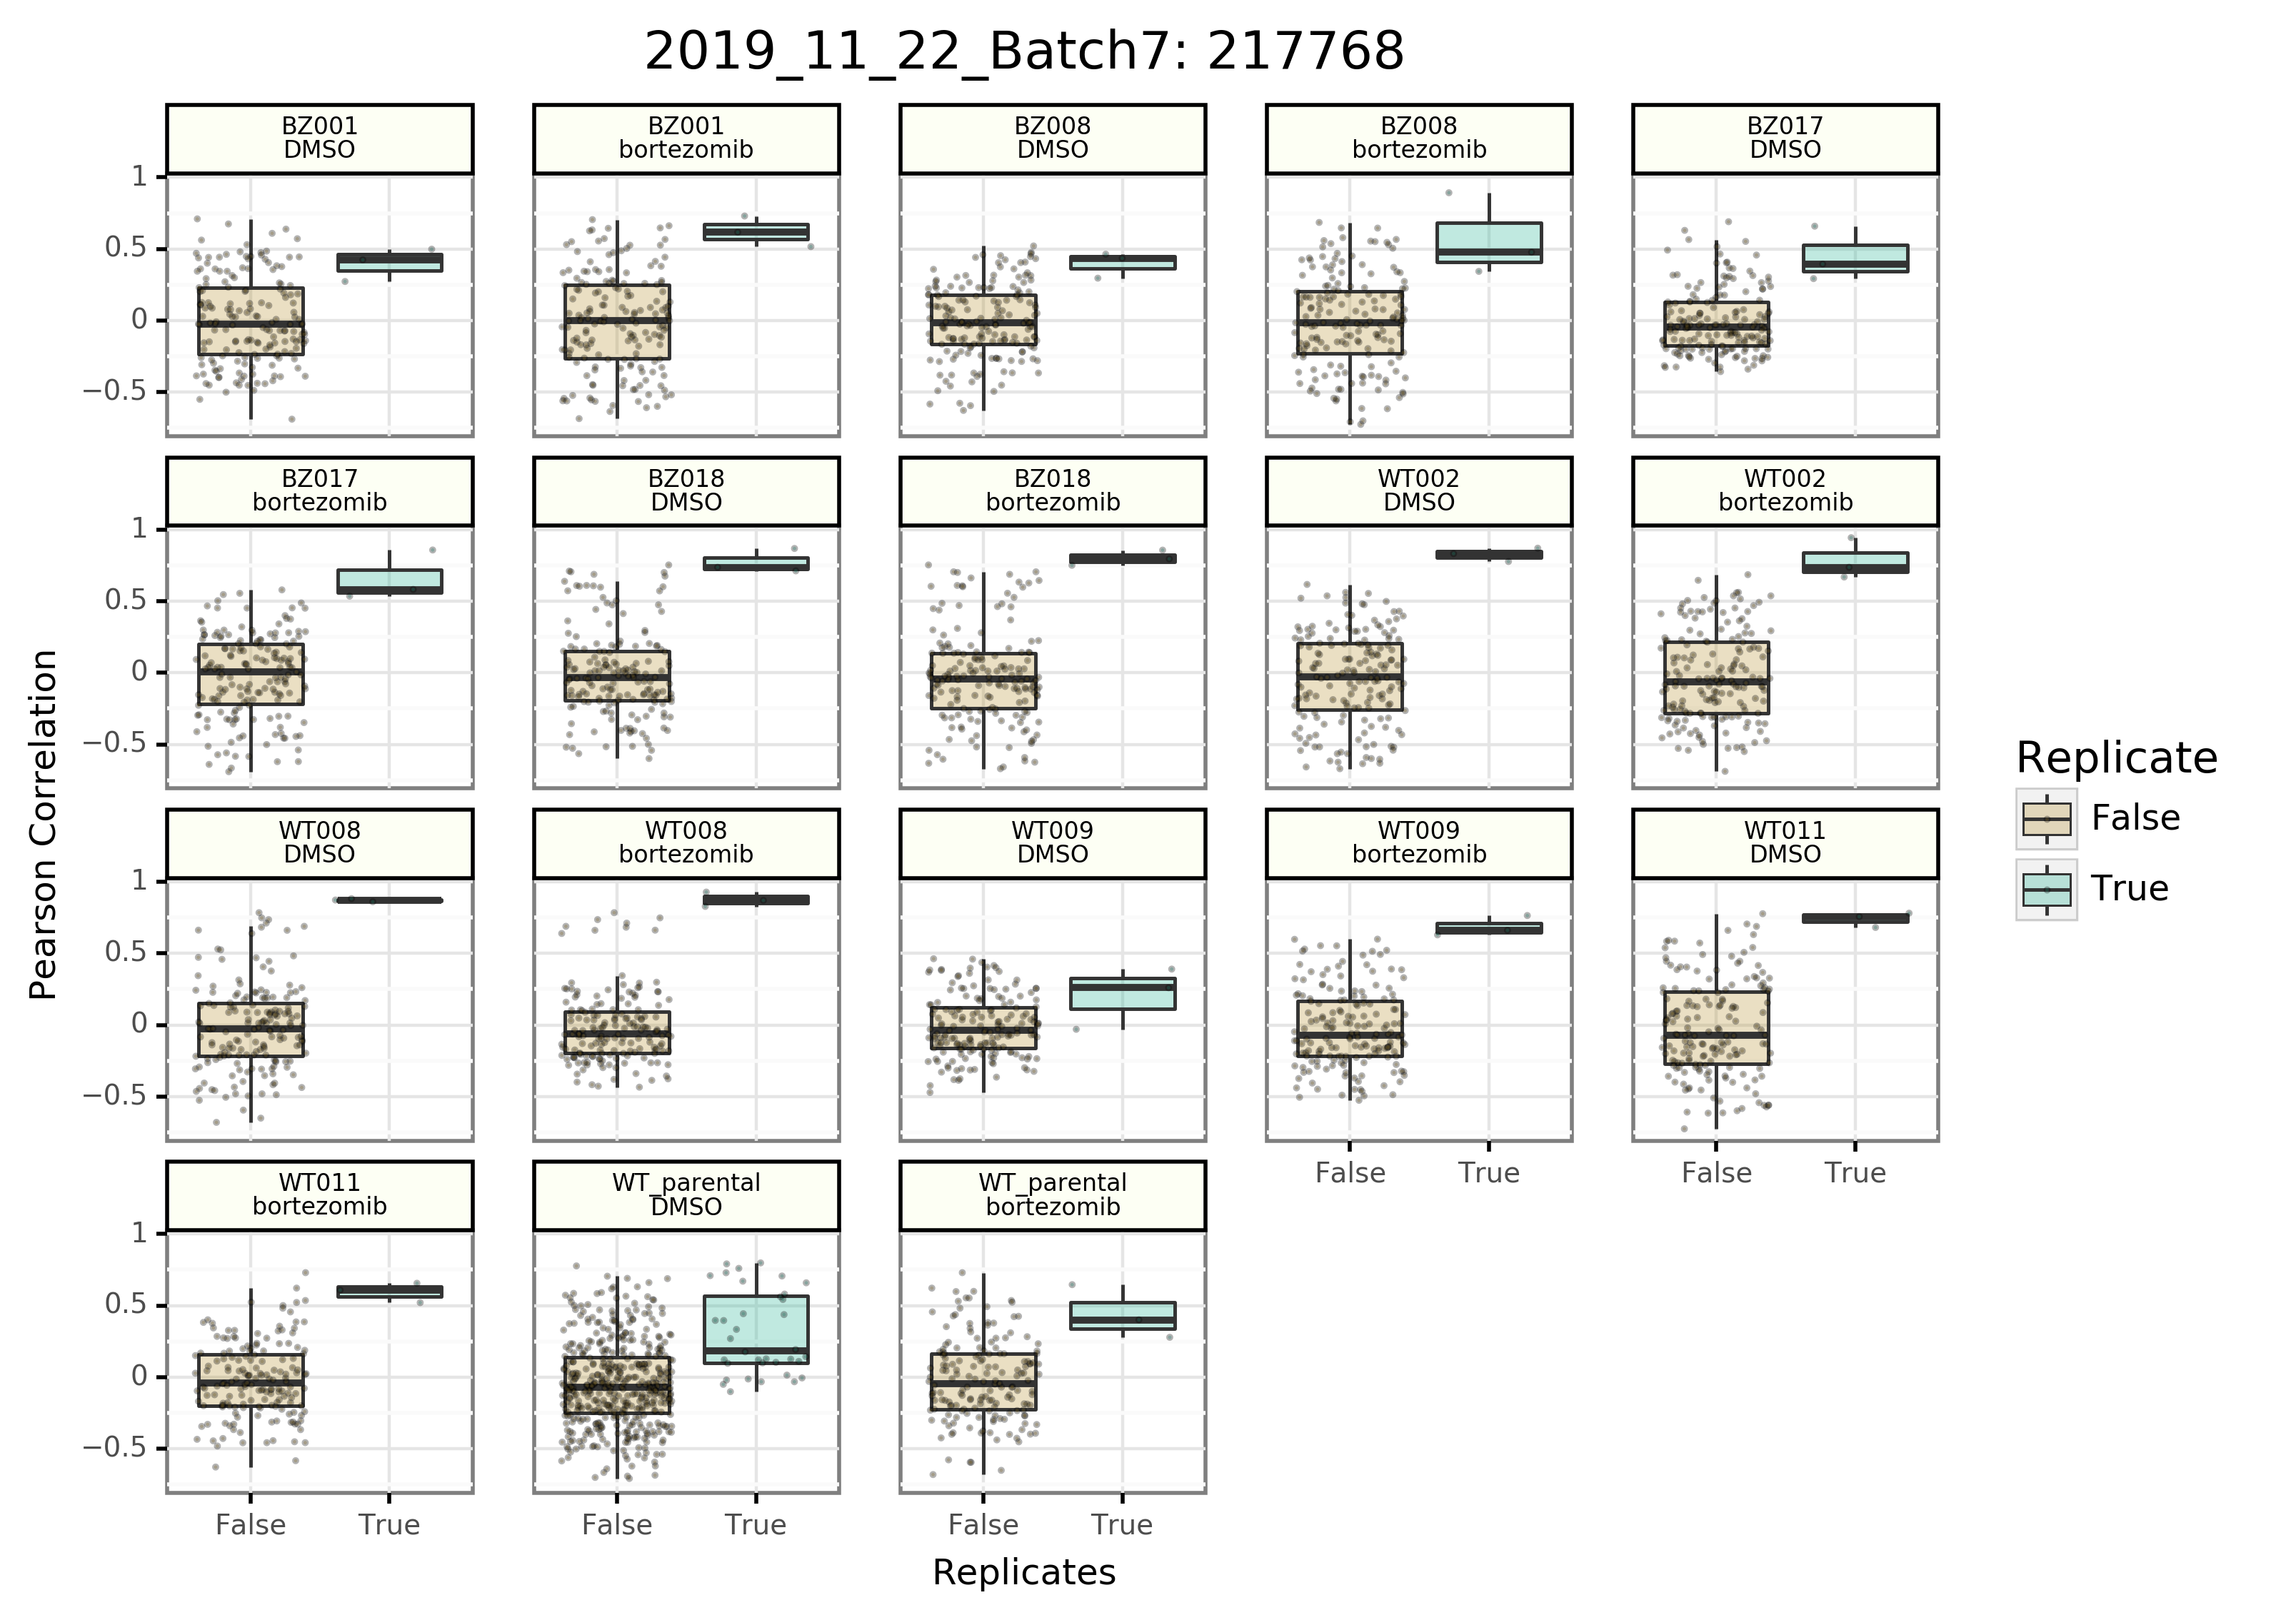 2019_11_22_Batch7: 217768
BZ001
DMSO
BZ001
bortezomib
BZ008
DMSO
BZ008
bortezomib
BZ017
DMSO
1
0.5
0
−0.5
BZ017
bortezomib
BZ018
DMSO
BZ018
bortezomib
WT002
DMSO
WT002
bortezomib
1
0.5
0
−0.5
Pearson Correlation
WT008
DMSO
WT008
bortezomib
WT009
DMSO
WT009
bortezomib
WT011
DMSO
1
0.5
0
−0.5
False True
False True
WT011
bortezomib
WT_parental
DMSO
WT_parental
bortezomib
1
0.5
0
−0.5
False True
False True
False True
Replicates
Replicate
False
True